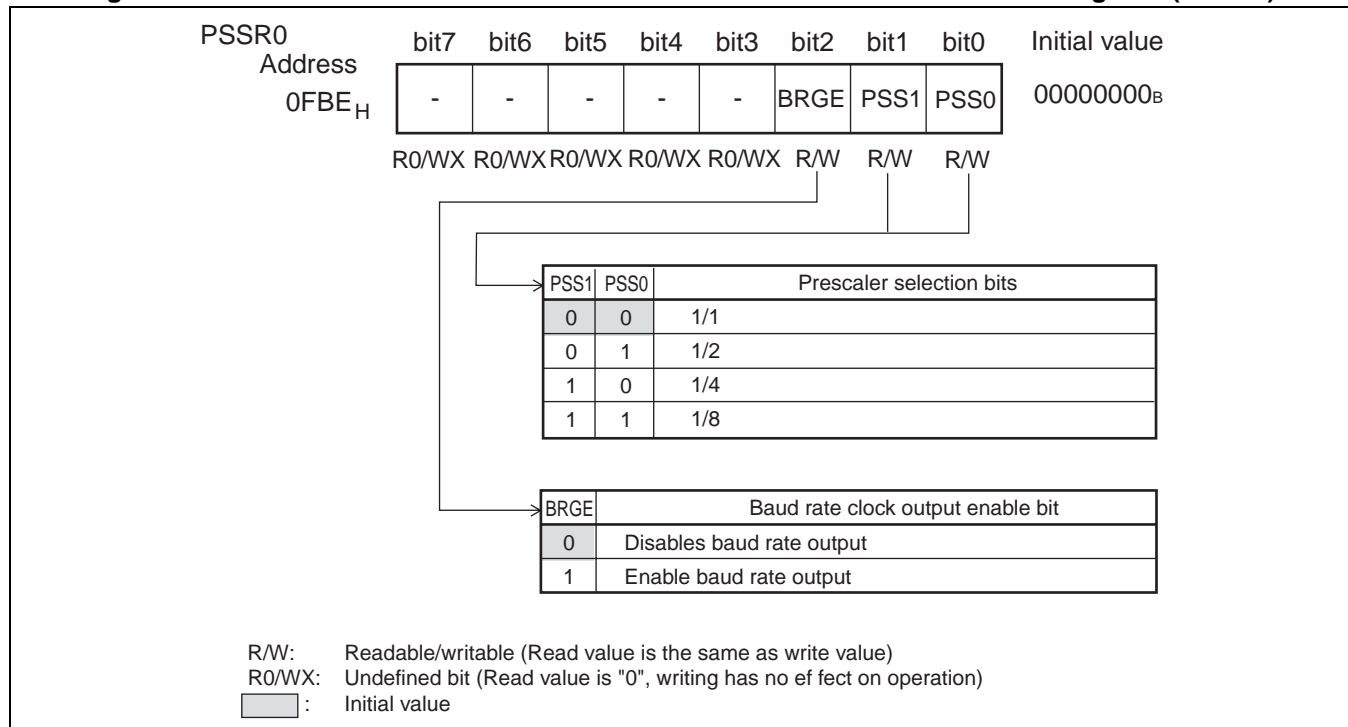 PSSR0 bit7 bit6 bit5 bit4 bit3 bit2 bit1 bit0 Initial value
Address
0FBEH - - - - - BRGE PSS1 PSS0 00000000B
R0/WX R0/WX R0/WX R0/WX R0/WX R/W R/W R/W
PSS1 PSS0 Prescaler selection bits
0 0 1/1
0 1 1/2
1 0 1/4
1 1 1/8
BRGE Baud rate clock output enable bit
0 Disables baud rate output
1 Enable baud rate output
R/W: Readable/writable (Read value is the same as write value)
R0/WX: Undefined bit (Read value is "0", writing has no ef fect on operation)
: Initial value